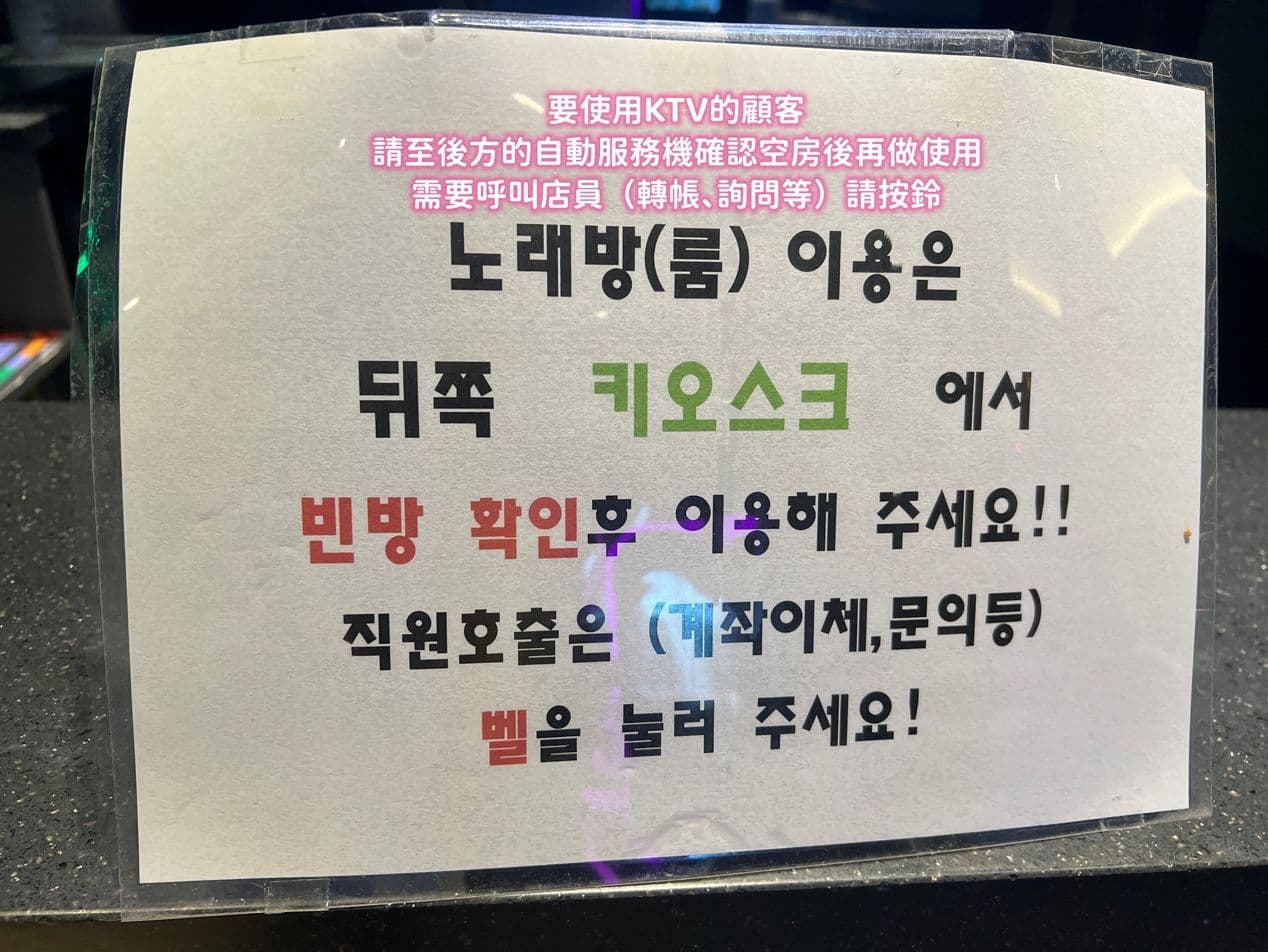 要使用KTV的顧客
請至後方的自動服務機確認空房後再做使用
需要呼叫店員（轉帳､詢問等）請按鈴
노래방(룸) 이용은
뒤쪽 키오스크 에서
빈방 확인후 이용해 주세요!!
직원호출은 (계좌이체,문의등)
벨을 눌러 주세요!